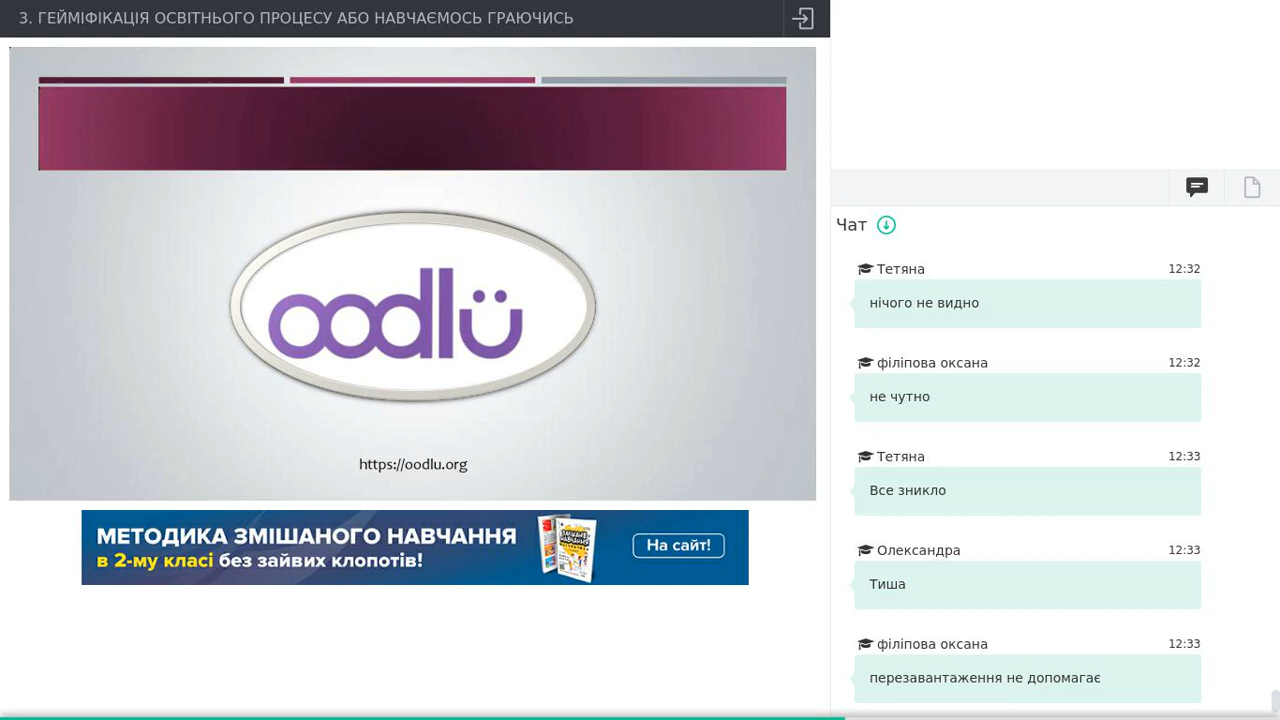 3. ГЕЙМІФІКАЦІЯ ОСВІТНЬОГО ПРОЦЕСУ АБО НАВЧАЄМОСЬ ГРАЮЧИСЬ
oodlü
https://oodlu.org
МЕТОДИКА ЗМІШАНОГО НАВЧАННЯ
в 2-му класі без зайвих клопотів!
На сайт!
Чат
Тетяна 12:32
нічого не видно
філіпова оксана 12:32
не чутно
Тетяна 12:33
Все зникло
Олександра 12:33
Тиша
філіпова оксана 12:33
перезавантаження не допомагає